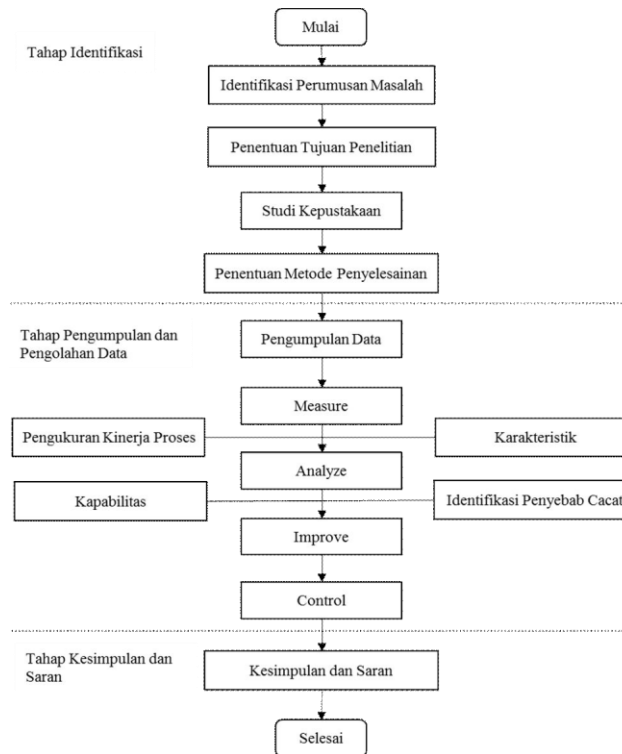 Mulai
Tahap Identifikasi
Identifikasi Perumusan Masalah
Penentuan Tujuan Penelitian
Studi Kepustakaan
Penentuan Metode Penyelesainan
Tahap Pengumpulan dan
Pengolahan Data
Pengumpulan Data
Measure
Pengukuran Kinerja Proses
Karakteristik
Analyze
Kapabilitas
Identifikasi Penyebab Cacat
Improve
Control
Tahap Kesimpulan dan
Saran
Kesimpulan dan Saran
Selesai